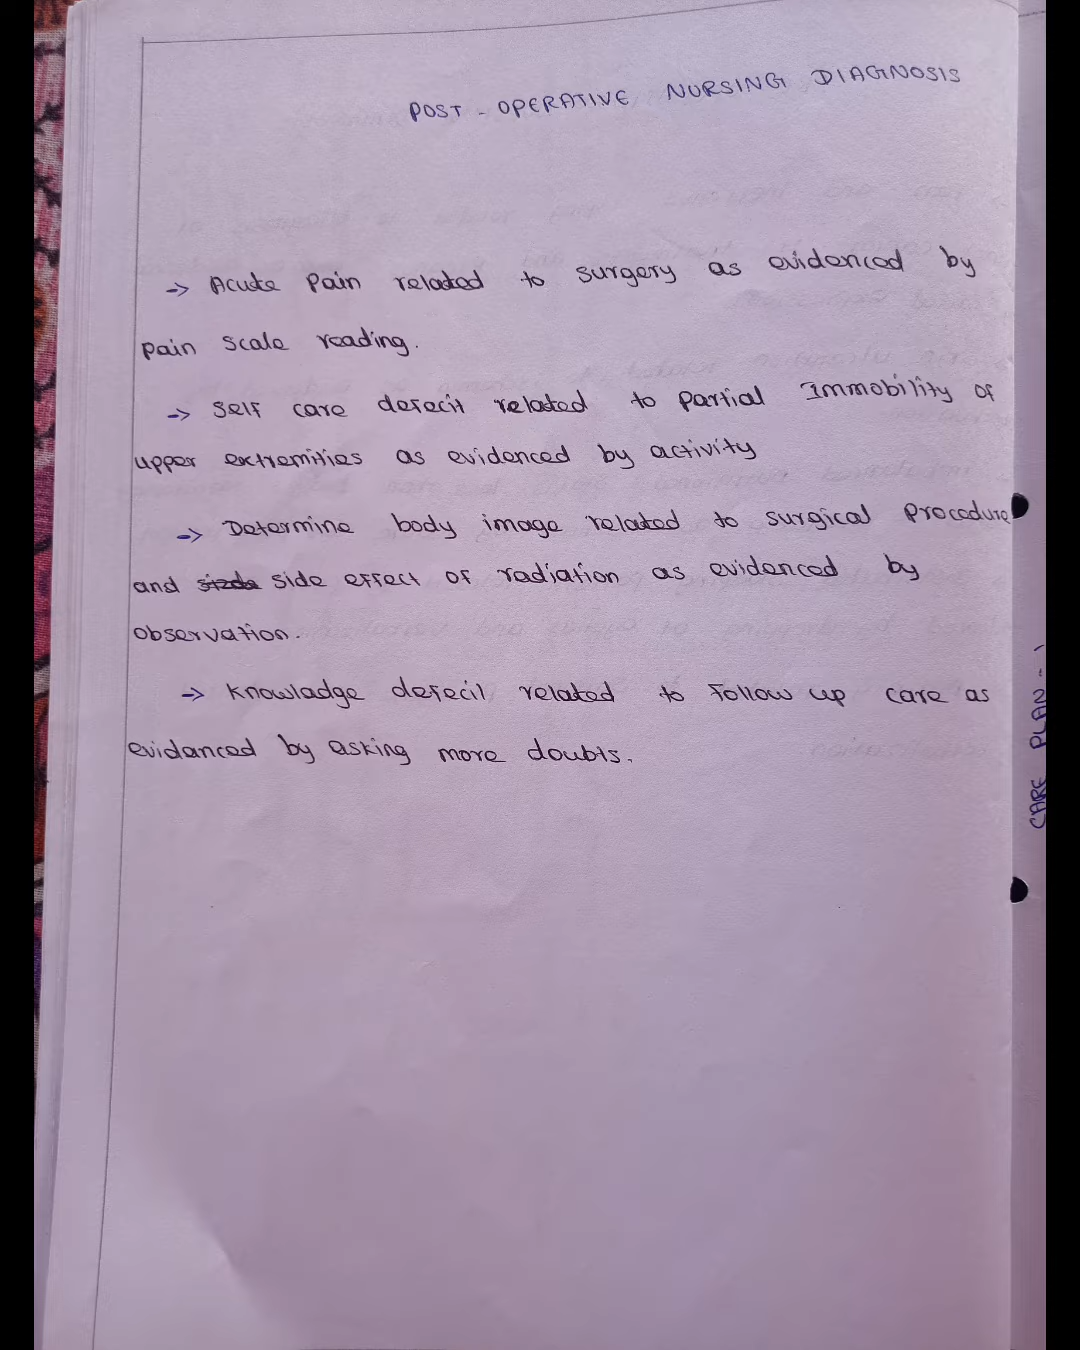 POST - OPERATIVE NURSING DIAGNOSIS
-> Acute Pain related to surgery as evidenced by
pain scale reading.
-> Self care defecit related to partial Immobility of
upper extremities as evidenced by activity
-> Determine body image related to surgical procedure
and side effect of radiation as evidenced by
observation.
-> Knowladge defecit related to Follow up care as
evidanced by asking more doubts.
CARE PLAN - 1